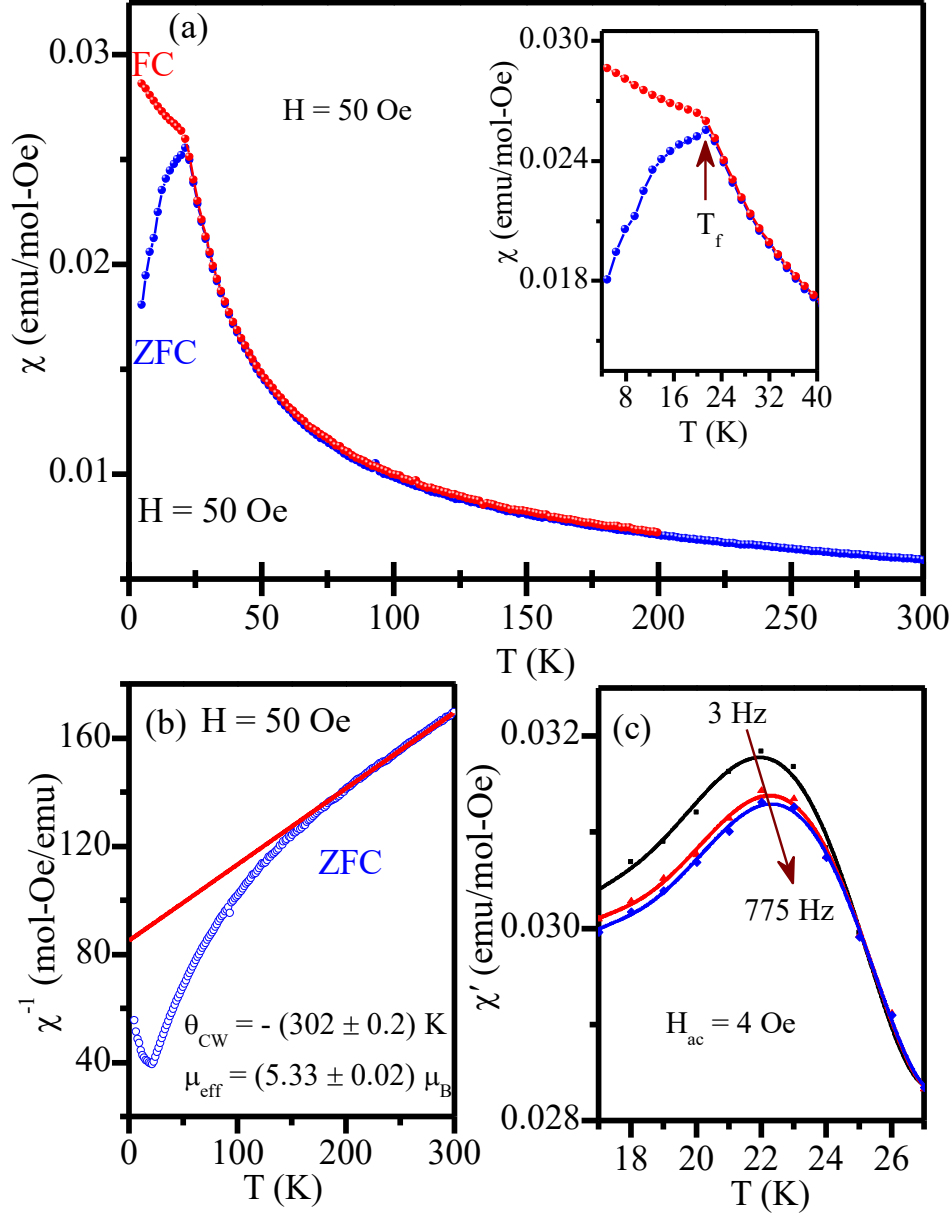 (a)
FC
H = 50 Oe
ZFC
H = 50 Oe
χ (emu/mol-Oe)
0.03
0.02
0.01
0 50 100 150 200 250 300
T (K)
χ (emu/mol-Oe)
0.030
0.024
0.018
T_f
8 16 24 32 40
T (K)
(b) H = 50 Oe
ZFC
χ⁻¹ (mol-Oe/emu)
160
120
80
40
θ_CW = - (302 ± 0.2) K
μ_eff = (5.33 ± 0.02) μ_B
0 100 200 300
T (K)
(c)
3 Hz
775 Hz
H_ac = 4 Oe
χ′ (emu/mol-Oe)
0.032
0.030
0.028
18 20 22 24 26
T (K)